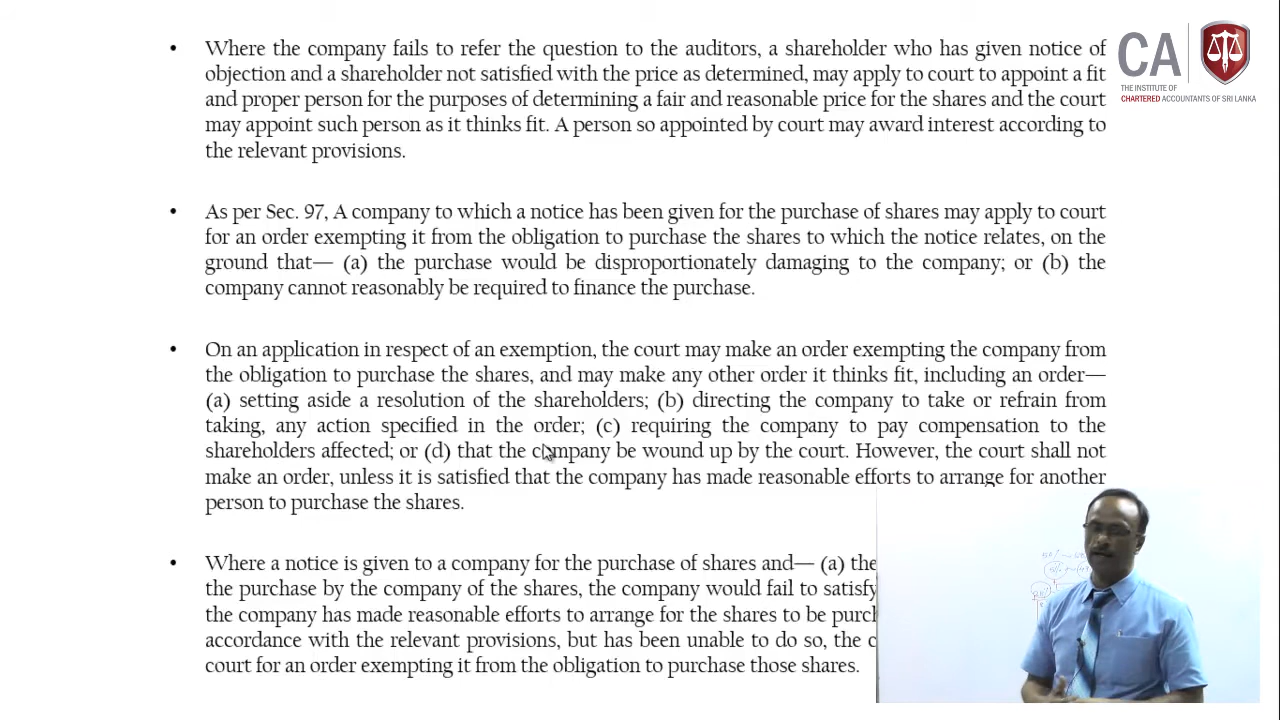 • Where the company fails to refer the question to the auditors, a shareholder who has given notice of
objection and a shareholder not satisfied with the price as determined, may apply to court to appoint a fit
and proper person for the purposes of determining a fair and reasonable price for the shares and the court
may appoint such person as it thinks fit. A person so appointed by court may award interest according to
the relevant provisions.
• As per Sec. 97, A company to which a notice has been given for the purchase of shares may apply to court
for an order exempting it from the obligation to purchase the shares to which the notice relates, on the
ground that— (a) the purchase would be disproportionately damaging to the company; or (b) the
company cannot reasonably be required to finance the purchase.
• On an application in respect of an exemption, the court may make an order exempting the company from
the obligation to purchase the shares, and may make any other order it thinks fit, including an order—
(a) setting aside a resolution of the shareholders; (b) directing the company to take or refrain from
taking, any action specified in the order; (c) requiring the company to pay compensation to the
shareholders affected; or (d) that the company be wound up by the court. However, the court shall not
make an order, unless it is satisfied that the company has made reasonable efforts to arrange for another
person to purchase the shares.
• Where a notice is given to a company for the purchase of shares and— (a) the
the purchase by the company of the shares, the company would fail to satisfy
the company has made reasonable efforts to arrange for the shares to be
accordance with the relevant provisions, but has been unable to do so, the
court for an order exempting it from the obligation to purchase those shares.
CA
THE INSTITUTE OF
CHARTERED ACCOUNTANTS OF SRI LANKA